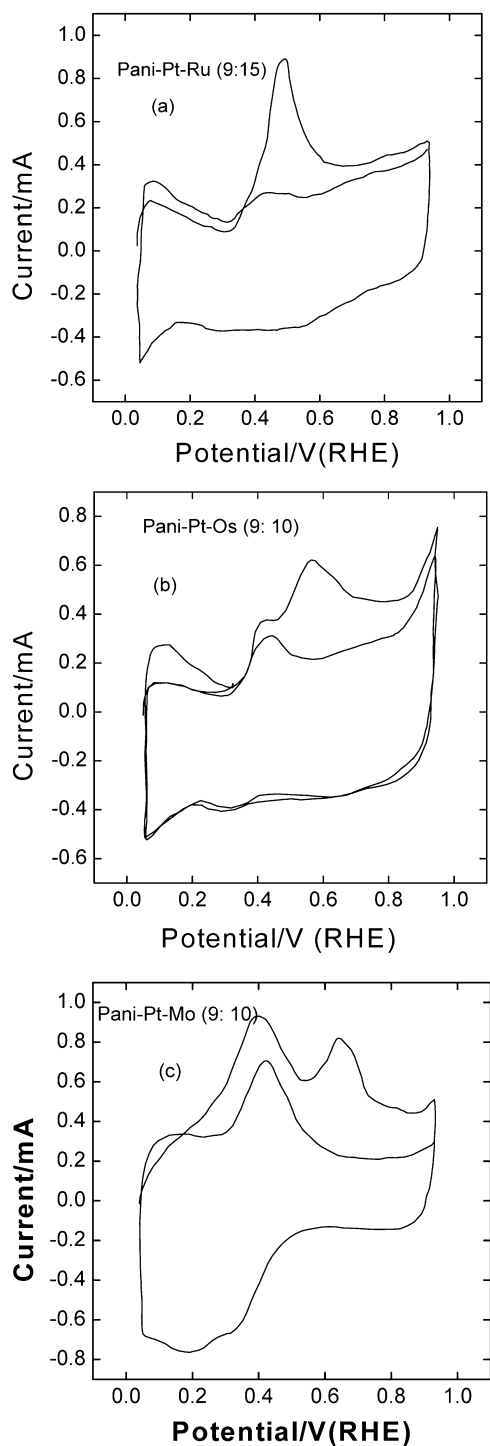 1.0
Pani-Pt-Ru (9:15)
0.8
(a)
0.6
0.4
0.2
0.0
-0.2
-0.4
-0.6
Current/mA
0.0 0.2 0.4 0.6 0.8 1.0
Potential/V(RHE)
0.8
Pani-Pt-Os (9: 10)
0.6
(b)
0.4
0.2
0.0
-0.2
-0.4
-0.6
Current/mA
0.0 0.2 0.4 0.6 0.8 1.0
Potential/V (RHE)
1.0
Pani-Pt-Mo (9: 10)
0.8
(c)
0.6
0.4
0.2
0.0
-0.2
-0.4
-0.6
-0.8
Current/mA
0.0 0.2 0.4 0.6 0.8 1.0
Potential/V(RHE)